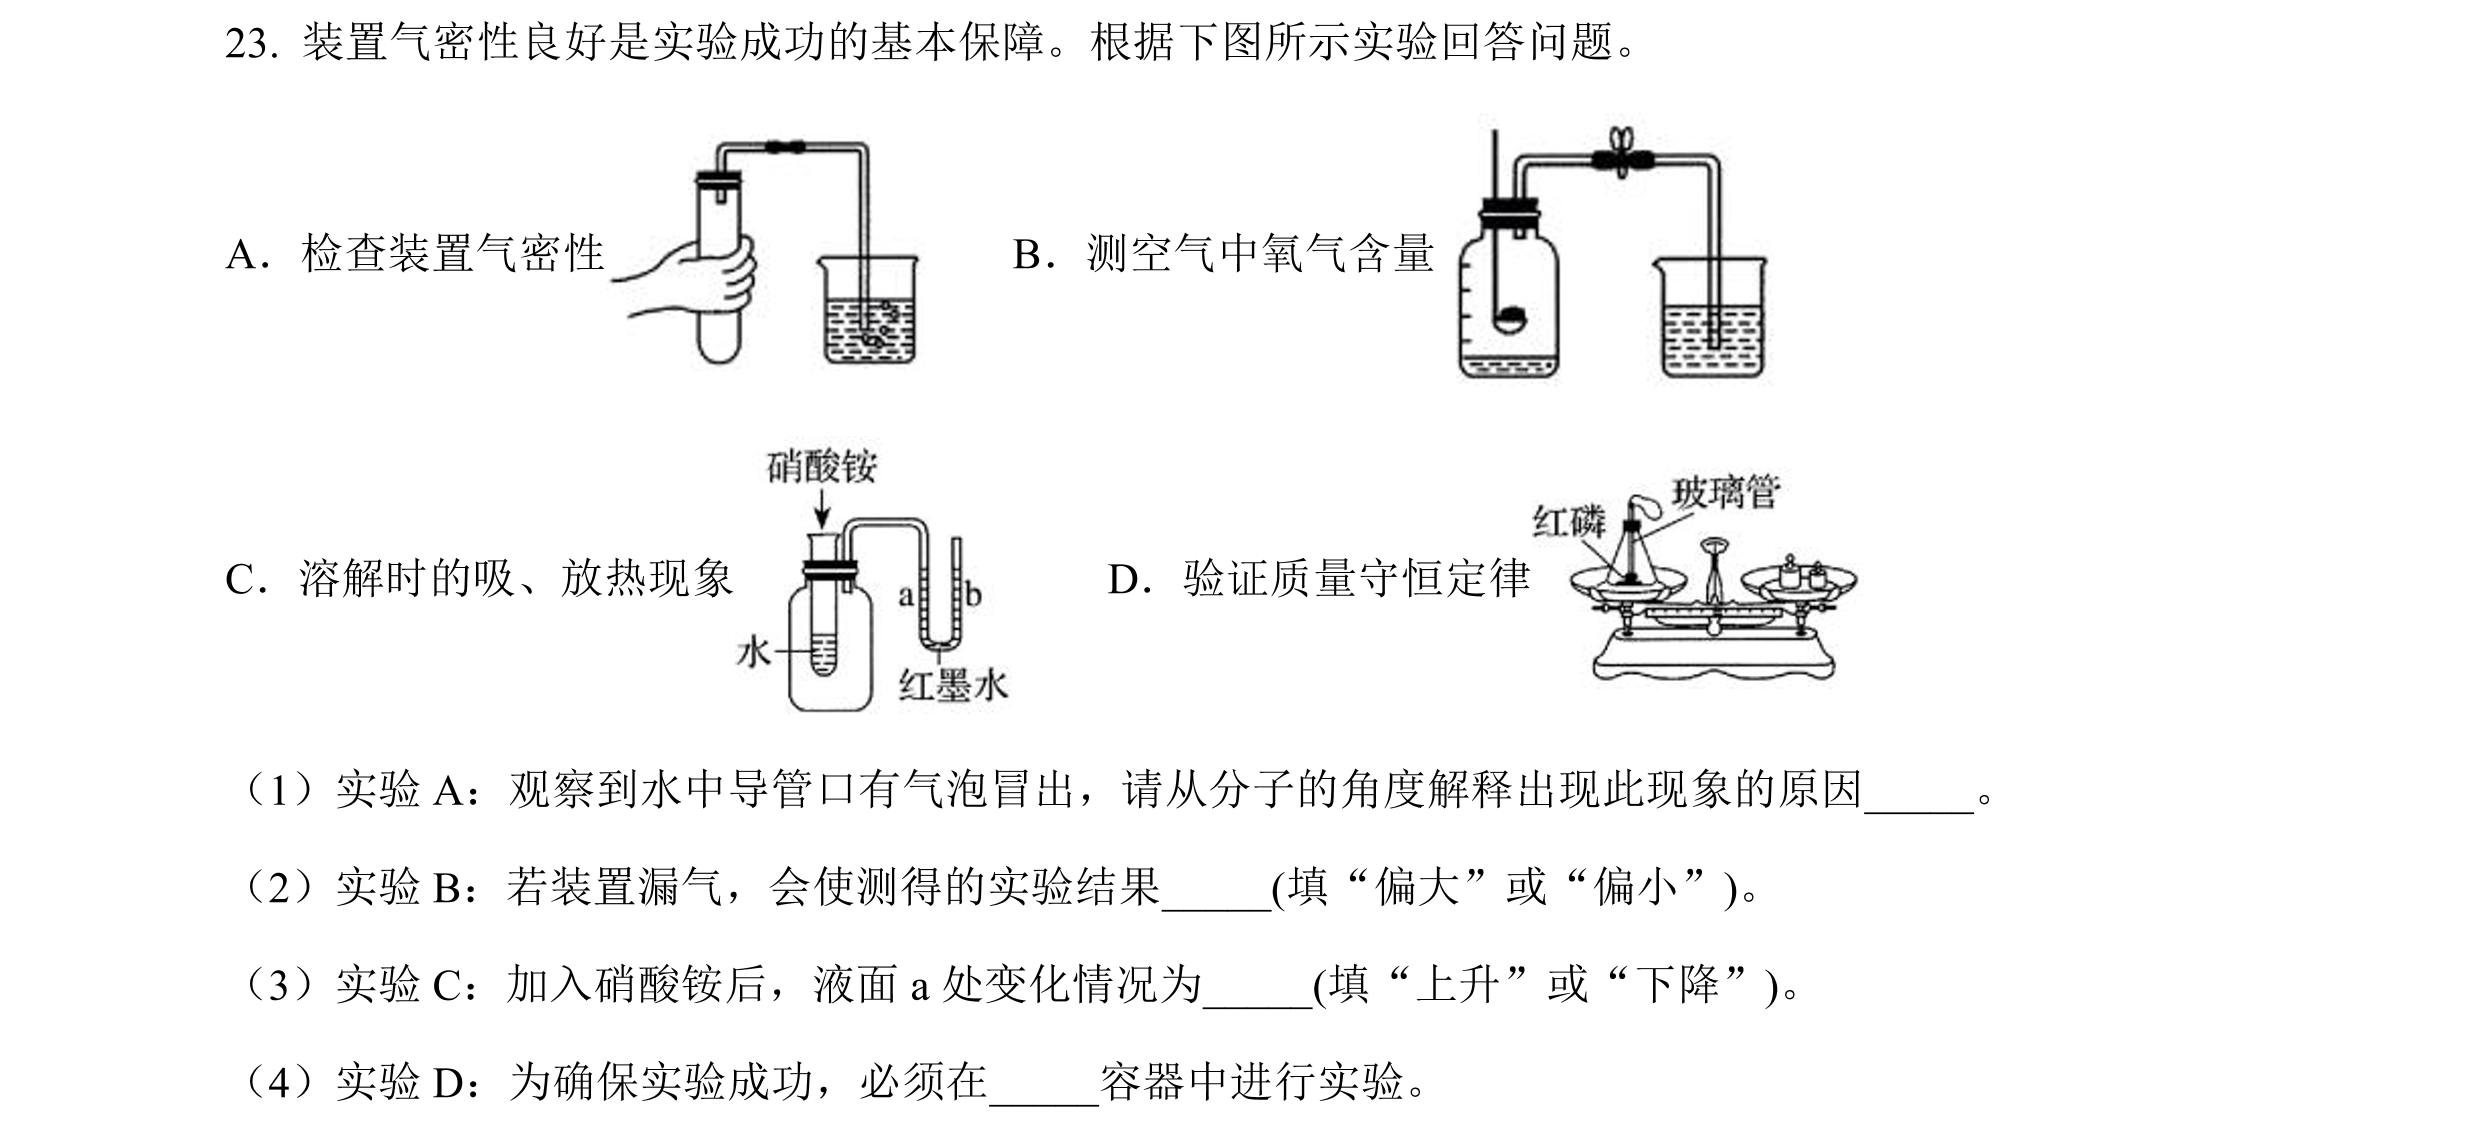 23. 装置气密性良好是实验成功的基本保障。根据下图所示实验回答问题。
A. 检查装置气密性
B. 测空气中氧气含量
硝酸铵
C. 溶解时的吸、放热现象
a
b
水
红墨水
D. 验证质量守恒定律
红磷
玻璃管
(1)实验 A:观察到水中导管口有气泡冒出,请从分子的角度解释出现此现象的原因_____。
(2)实验 B:若装置漏气,会使测得的实验结果_____(填“偏大”或“偏小”)。
(3)实验 C:加入硝酸铵后,液面 a 处变化情况为_____(填“上升”或“下降”)。
(4)实验 D:为确保实验成功,必须在_____容器中进行实验。